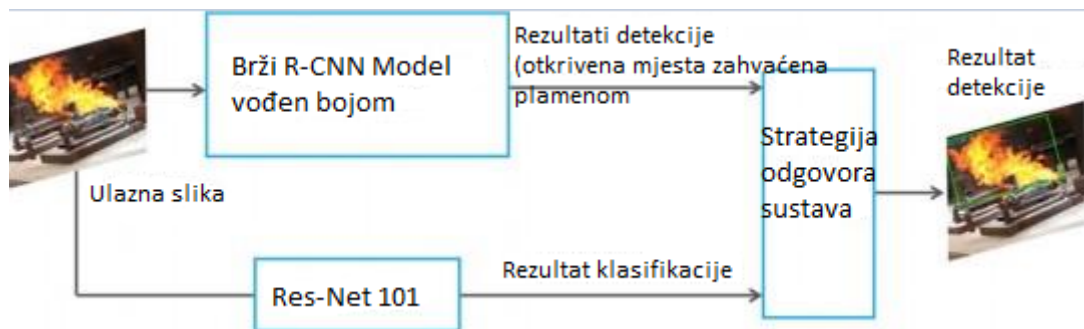 Brži R-CNN Model
vođen bojom
Rezultati detekcije
(otkrivena mjesta zahvaćena
plamenom
Rezultat
detekcije
Strategija
odgovora
sustava
Ulazna slika
Res-Net 101
Rezultat klasifikacije